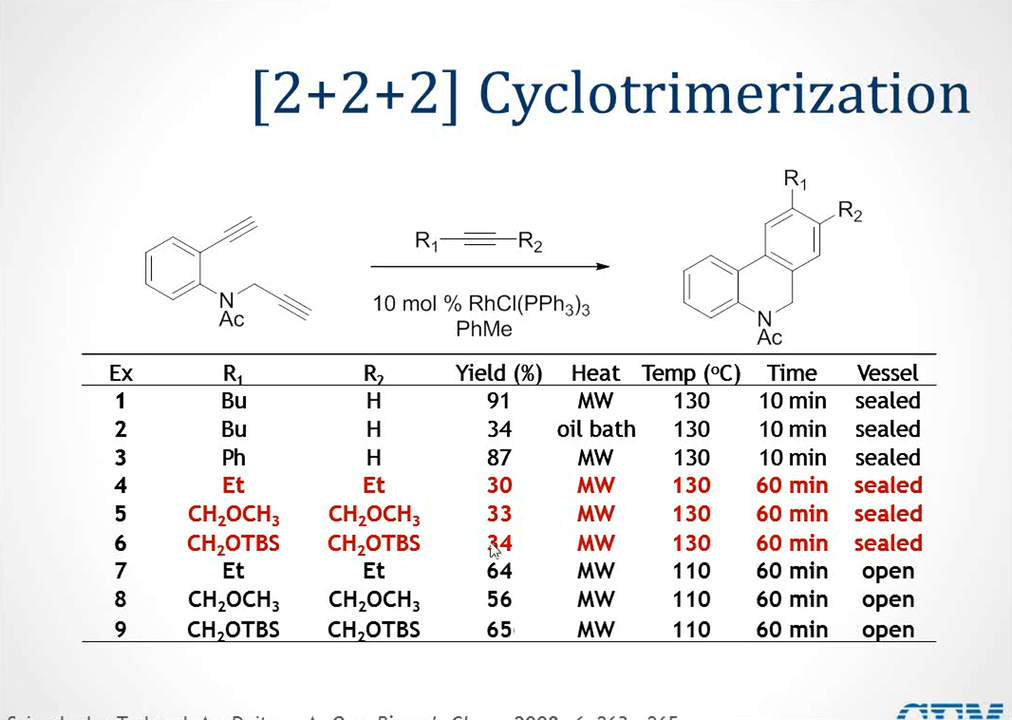 [2+2+2] Cyclotrimerization
R₁
R₂
R₁ R₂
N
Ac
10 mol % RhCl(PPh₃)₃
PhMe
N
Ac
Ex R₁ R₂ Yield (%) Heat Temp (°C) Time Vessel
1 Bu H 91 MW 130 10 min sealed
2 Bu H 34 oil bath 130 10 min sealed
3 Ph H 87 MW 130 10 min sealed
4 Et Et 30 MW 130 60 min sealed
5 CH₂OCH₃ CH₂OCH₃ 33 MW 130 60 min sealed
6 CH₂OTBS CH₂OTBS 34 MW 130 60 min sealed
7 Et Et 64 MW 110 60 min open
8 CH₂OCH₃ CH₂OCH₃ 56 MW 110 60 min open
9 CH₂OTBS CH₂OTBS 65 MW 110 60 min open